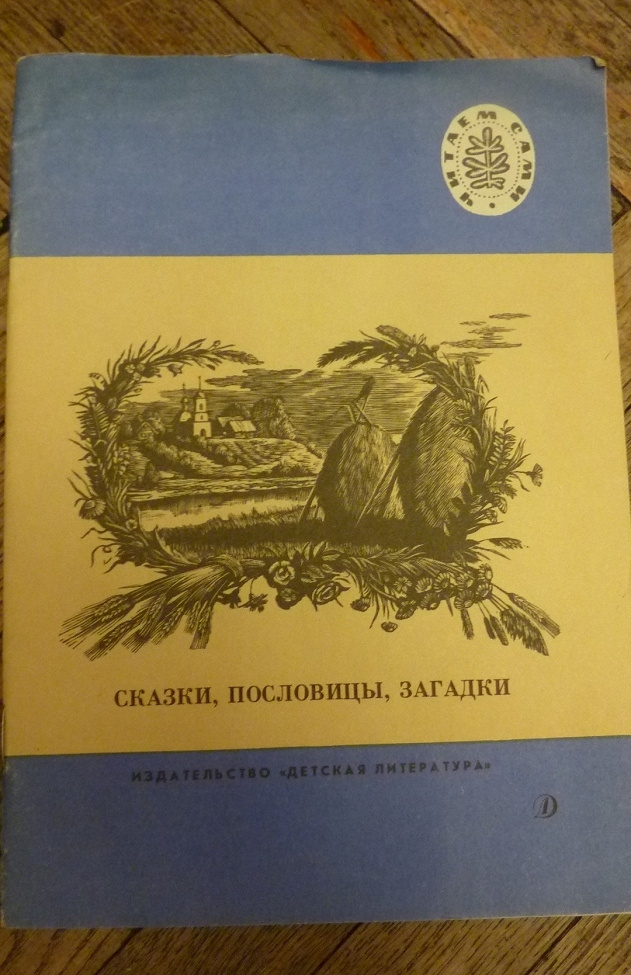 ЧИТАЕМ САМИ
СКАЗКИ, ПОСЛОВИЦЫ, ЗАГАДКИ
ИЗДАТЕЛЬСТВО «ДЕТСКАЯ ЛИТЕРАТУРА»
Д